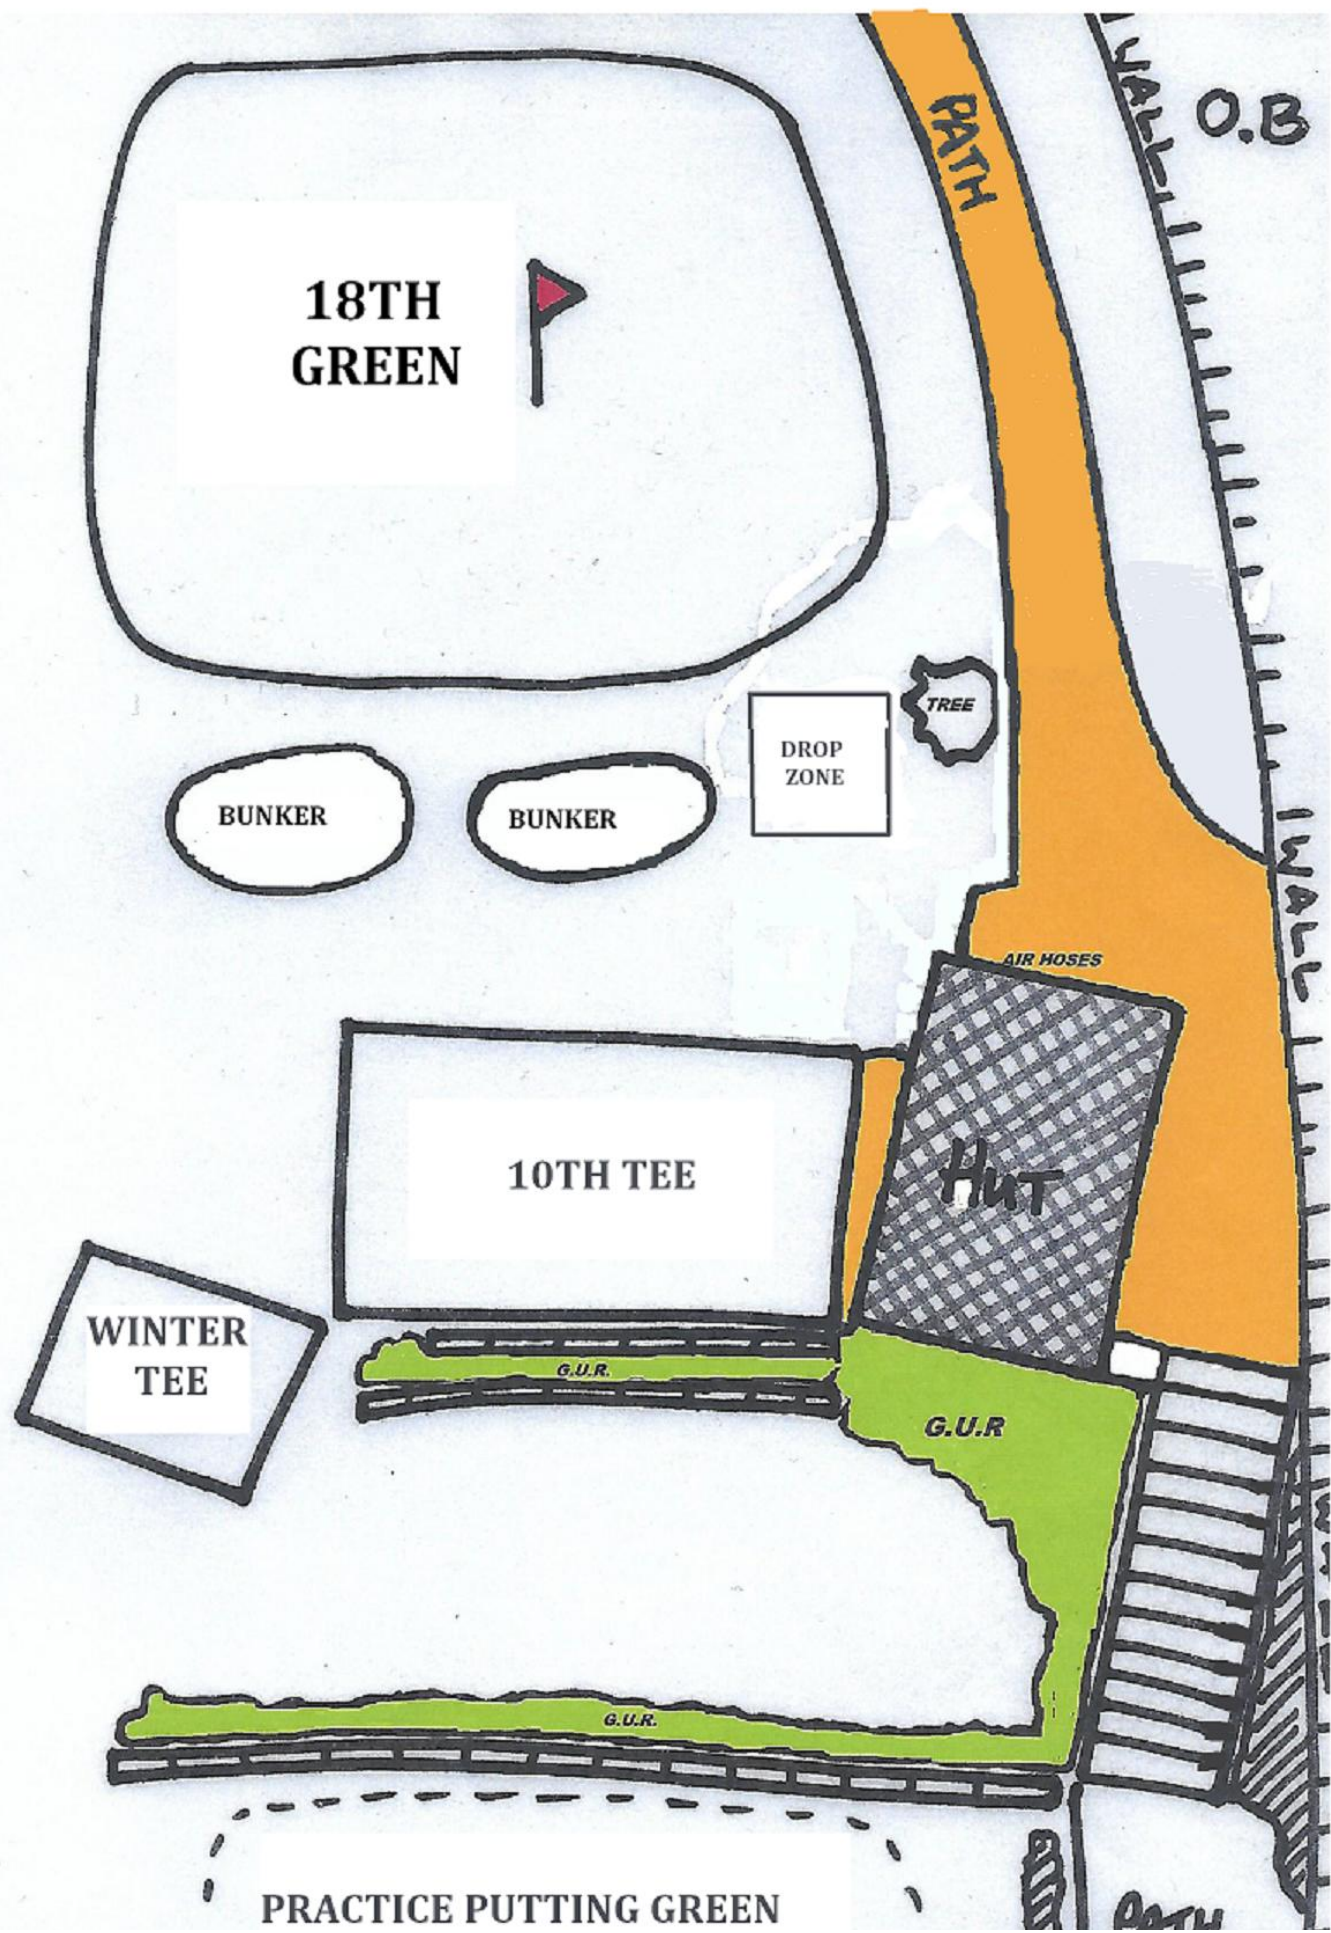 WALL
O.B
PATH
18TH
GREEN
TREE
DROP
ZONE
BUNKER
BUNKER
WALL
AIR HOSES
10TH TEE
HUT
WINTER
TEE
G.U.R.
G.U.R
G.U.R.
PRACTICE PUTTING GREEN
PATH